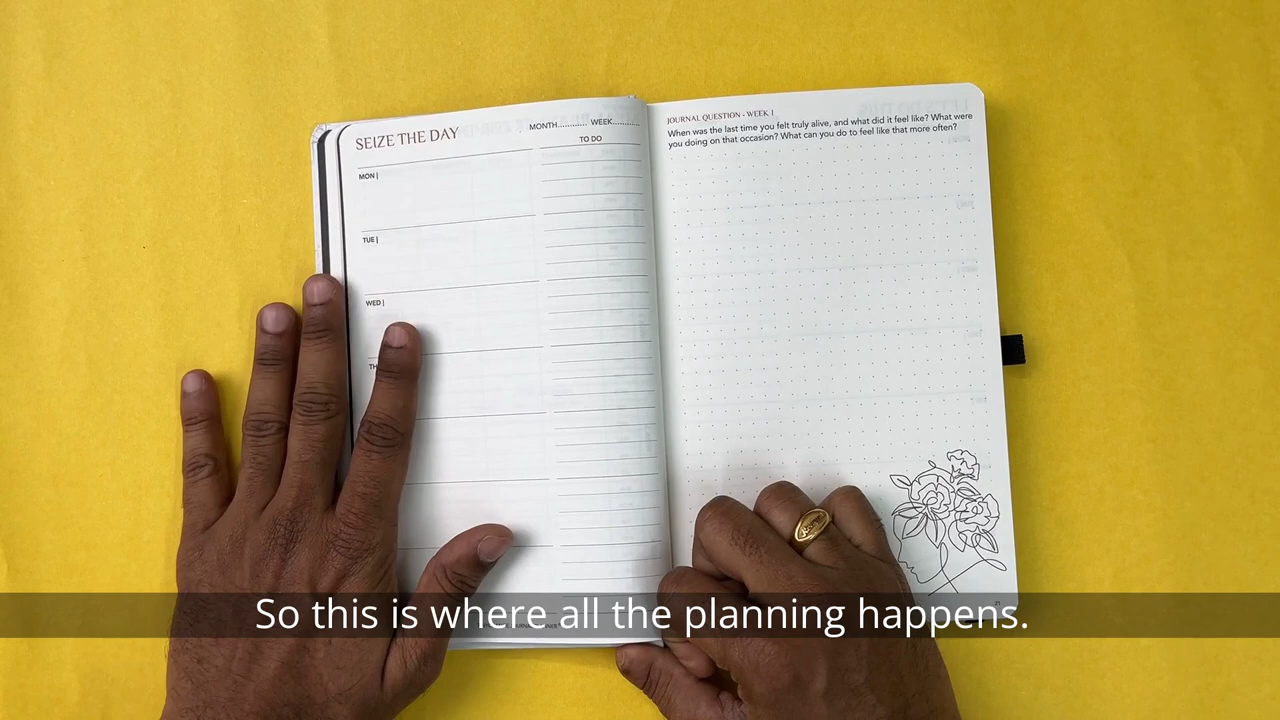 SEIZE THE DAY
MONTH............ WEEK............
TO DO
MON |
TUE |
WED |
JOURNAL QUESTION - WEEK 1
When was the last time you felt truly alive, and what did it feel like? What were
you doing on that occasion? What can you do to feel like that more often?
So this is where all the planning happens.